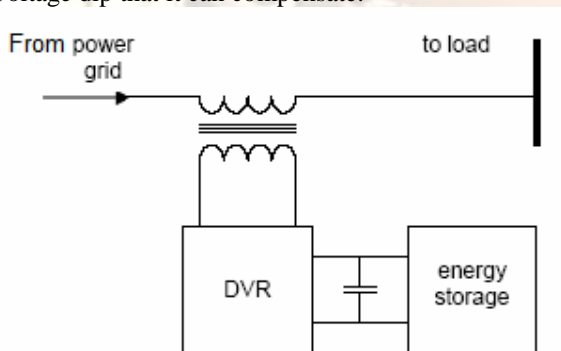 voltage dip that it can compensate.
From power
grid
to load
DVR
energy
storage